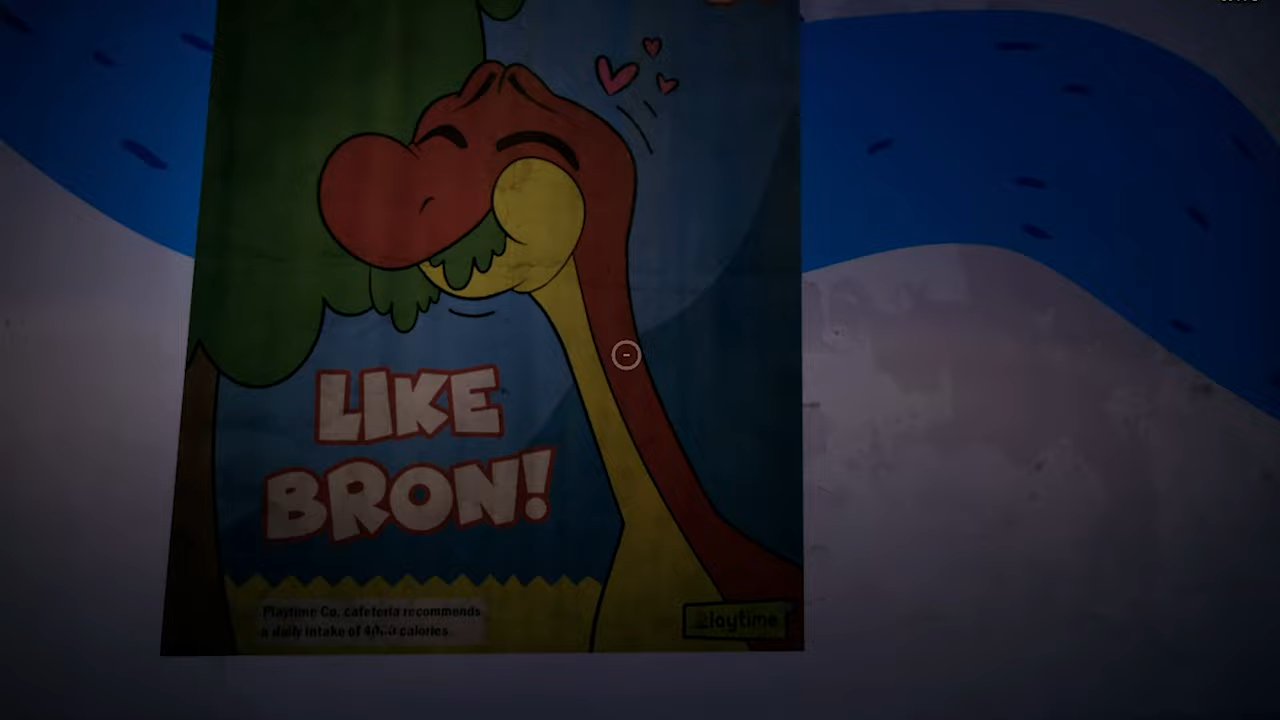 LIKE
BRON!
Playtime Co. cafeteria recommends
a daily intake of calories
Playtime